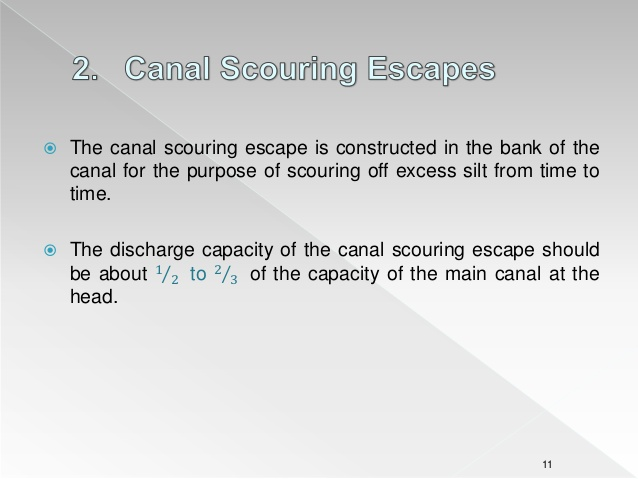 2. Canal Scouring Escapes
⦿ The canal scouring escape is constructed in the bank of the
canal for the purpose of scouring off excess silt from time to
time.
⦿ The discharge capacity of the canal scouring escape should
be about 1/2 to 2/3 of the capacity of the main canal at the
head.
11